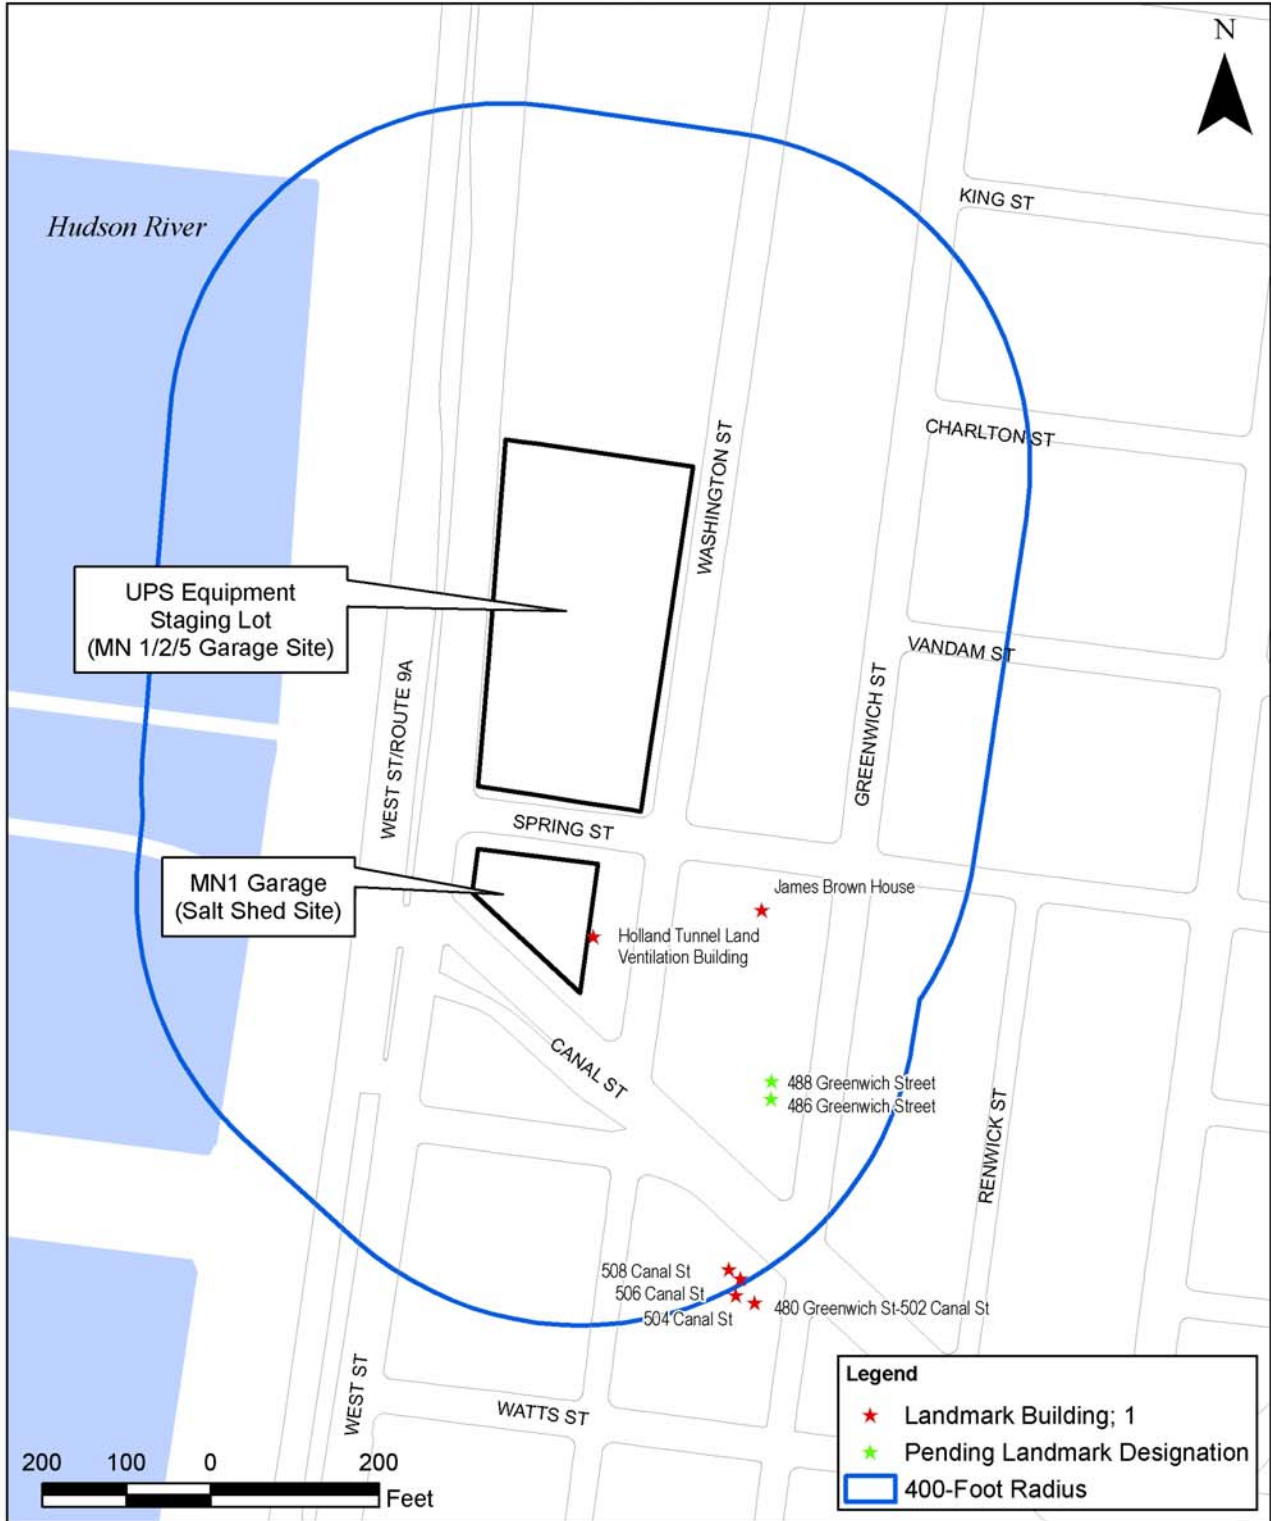 N
KING ST
Hudson River
CHARLTON ST
WASHINGTON ST
UPS Equipment
Staging Lot
(MN 1/2/5 Garage Site)
VANDAM ST
WEST ST/ROUTE 9A
GREENWICH ST
SPRING ST
MN1 Garage
(Salt Shed Site)
James Brown House
Holland Tunnel Land
Ventilation Building
CANAL ST
488 Greenwich Street
486 Greenwich Street
RENWICK ST
508 Canal St
506 Canal St
504 Canal St
480 Greenwich St-502 Canal St
WEST ST
WATTS ST
Legend
Landmark Building; 1
Pending Landmark Designation
400-Foot Radius
200 100 0 200
Feet